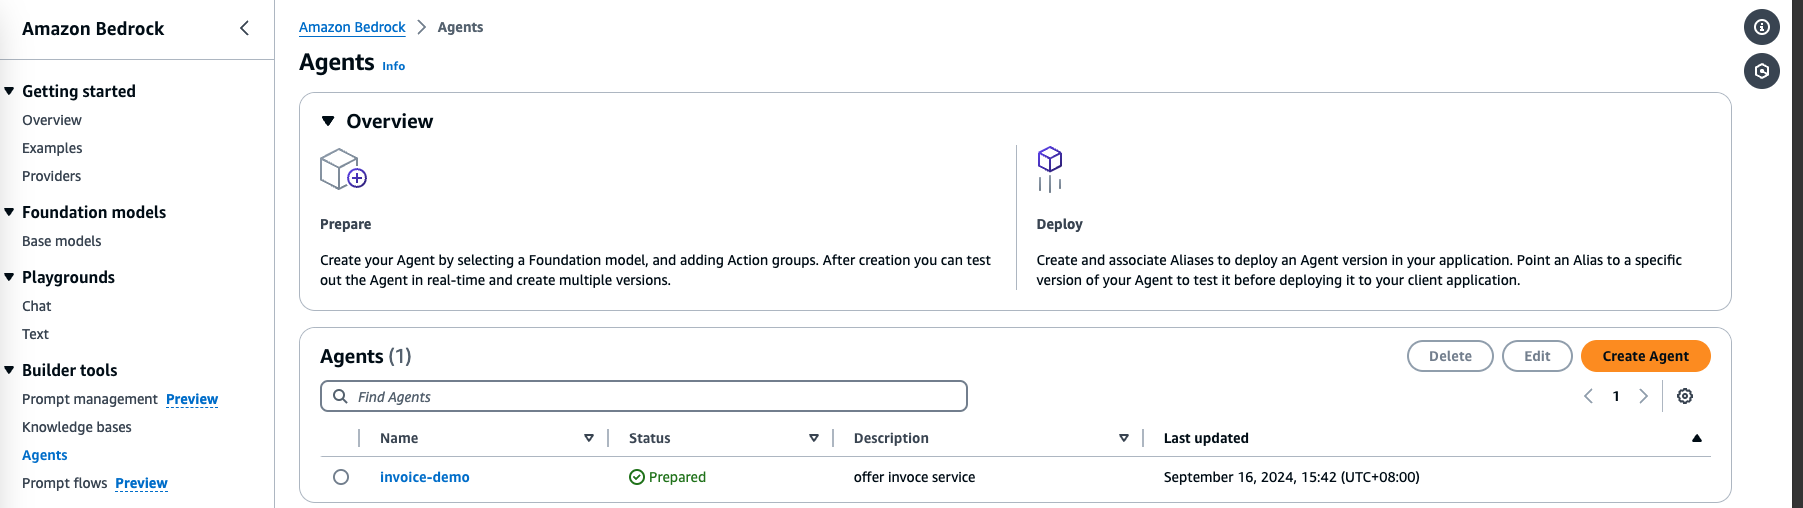 Amazon Bedrock
Getting started
Overview
Examples
Providers
Foundation models
Base models
Playgrounds
Chat
Text
Builder tools
Prompt management Preview
Knowledge bases
Agents
Prompt flows Preview
Amazon Bedrock > Agents
Agents Info
Overview
Prepare
Create your Agent by selecting a Foundation model, and adding Action groups. After creation you can test
out the Agent in real-time and create multiple versions.
Deploy
Create and associate Aliases to deploy an Agent version in your application. Point an Alias to a specific
version of your Agent to test it before deploying it to your client application.
Agents (1)
Delete Edit Create Agent
Find Agents
1
Name Status Description Last updated
invoice-demo Prepared offer invoce service September 16, 2024, 15:42 (UTC+08:00)